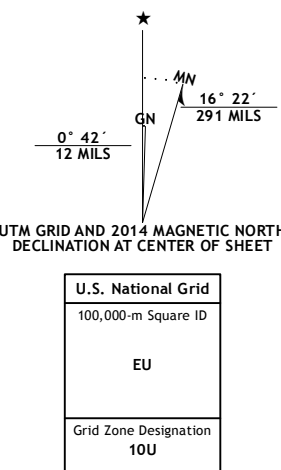 ★
MN
GN
16° 22´
291 MILS
0° 42´
12 MILS
UTM GRID AND 2014 MAGNETIC NORTH
DECLINATION AT CENTER OF SHEET
U.S. National Grid
100,000-m Square ID
EU
Grid Zone Designation
10U